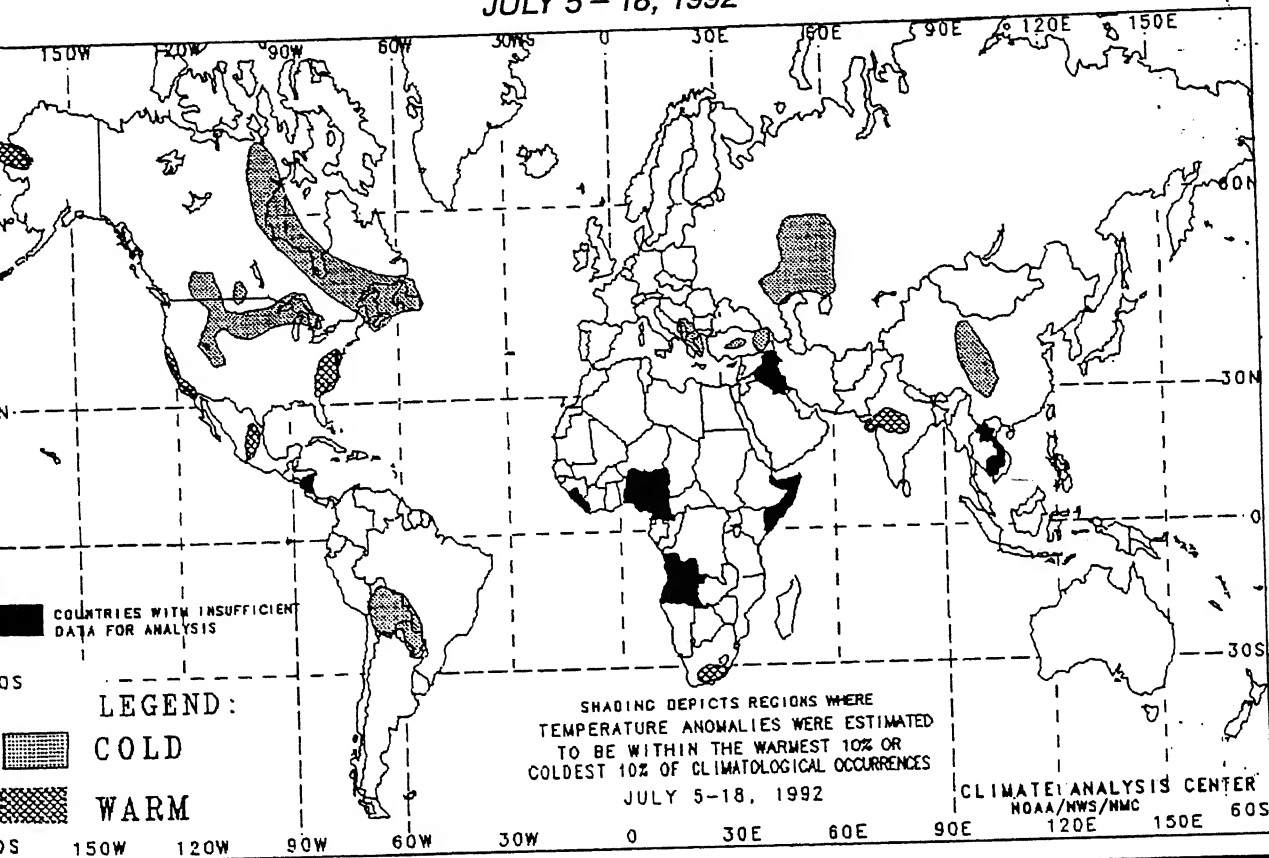 JULY 5 – 18, 1992
150W 120W 90W 60W 30W 0 30E 60E 90E 120E 150E
60N
30N
N
0
COUNTRIES WITH INSUFFICIENT
DATA FOR ANALYSIS
30S
0S
LEGEND:
COLD
WARM
SHADING DEPICTS REGIONS WHERE
TEMPERATURE ANOMALIES WERE ESTIMATED
TO BE WITHIN THE WARMEST 10% OR
COLDEST 10% OF CLIMATOLOGICAL OCCURRENCES
JULY 5-18, 1992
CLIMATE ANALYSIS CENTER
NOAA/NWS/NMC
60S
0S 150W 120W 90W 60W 30W 0 30E 60E 90E 120E 150E